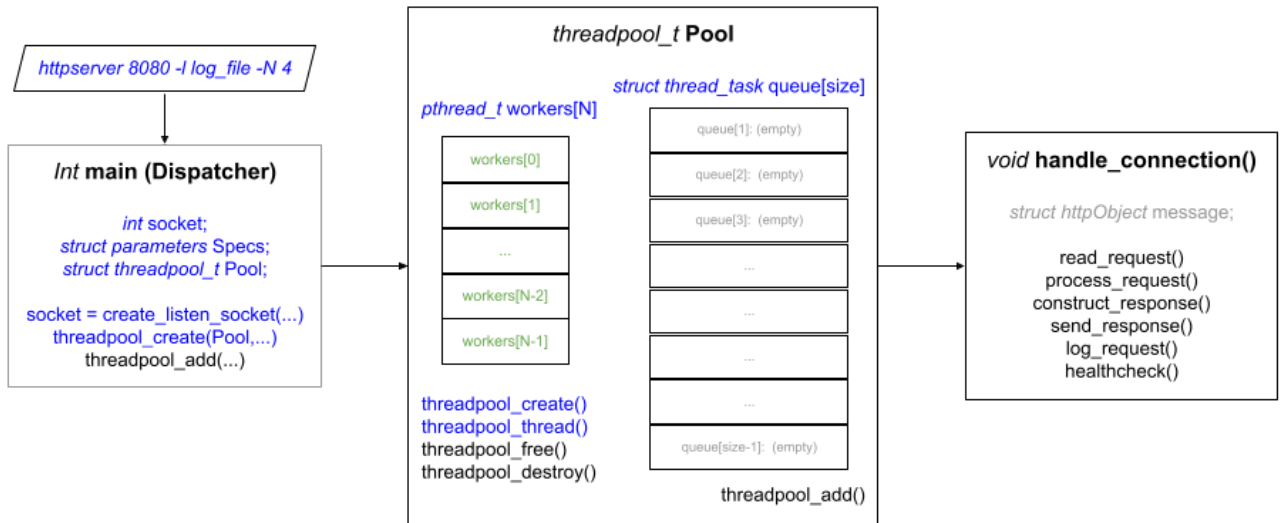 httpserver 8080 -l log_file -N 4
Int main (Dispatcher)
int socket;
struct parameters Specs;
struct threadpool_t Pool;
socket = create_listen_socket(...)
threadpool_create(Pool,...)
threadpool_add(...)
threadpool_t Pool
pthread_t workers[N]
workers[0]
workers[1]
...
workers[N-2]
workers[N-1]
threadpool_create()
threadpool_thread()
threadpool_free()
threadpool_destroy()
struct thread_task queue[size]
queue[1]: (empty)
queue[2]: (empty)
queue[3]: (empty)
...
...
...
...
queue[size-1]: (empty)
threadpool_add()
void handle_connection()
struct httpObject message;
read_request()
process_request()
construct_response()
send_response()
log_request()
healthcheck()